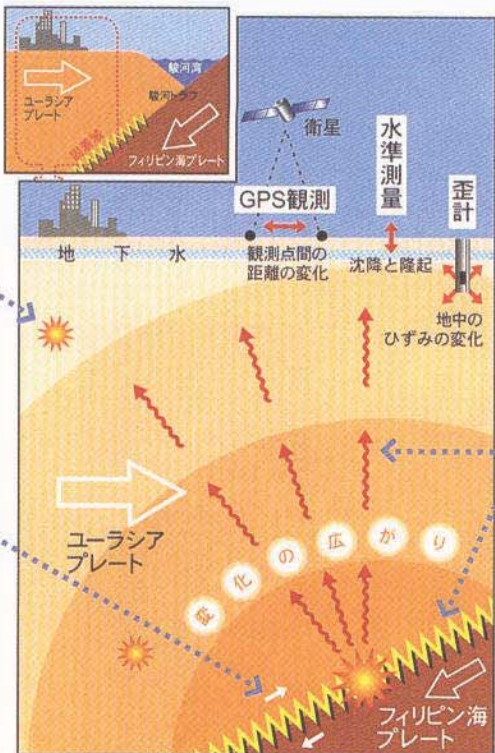 駿河湾
駿河トラフ
ユーラシア
プレート
フィリピン海プレート
衛星
GPS観測
水準測量
歪計
地下水
観測点間の
距離の変化
沈降と隆起
地中の
ひずみの変化
ユーラシア
プレート
変化の広がり
フィリピン海
プレート